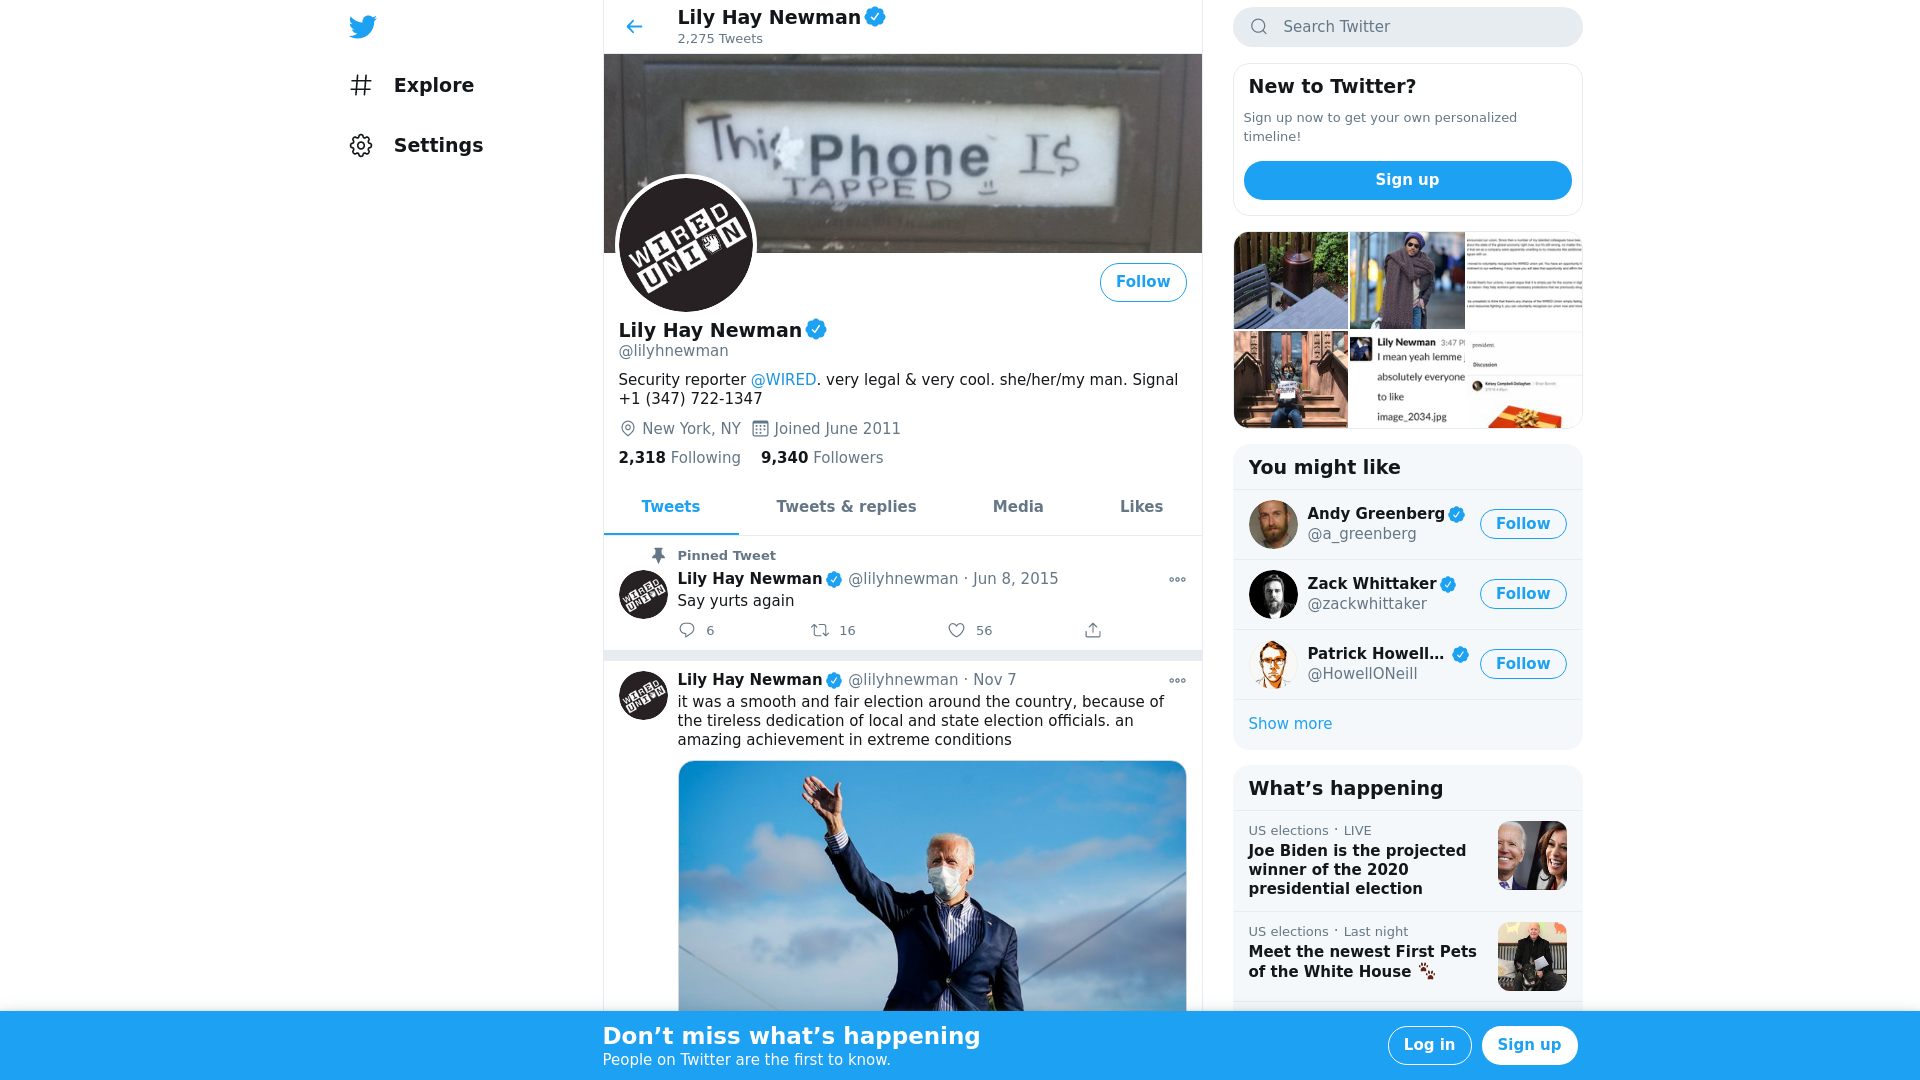 Explore
Settings
Lily Hay Newman
2,275 Tweets
This Phone Is
TAPPED
WIRED
UNION
Follow
Lily Hay Newman
@lilyhnewman
Security reporter @WIRED. very legal & very cool. she/her/my man. Signal
+1 (347) 722-1347
New York, NY Joined June 2011
2,318 Following 9,340 Followers
Tweets Tweets & replies Media Likes
Pinned Tweet
WIRED
UNION
Lily Hay Newman @lilyhnewman · Jun 8, 2015
Say yurts again
6 16 56
WIRED
UNION
Lily Hay Newman @lilyhnewman · Nov 7
it was a smooth and fair election around the country, because of
the tireless dedication of local and state election officials. an
amazing achievement in extreme conditions
Search Twitter
New to Twitter?
Sign up now to get your own personalized
timeline!
Sign up
Lily Newman 3:47 P
I mean yeah lemme
absolutely everyone
to like
image_2034.jpg
president.
Discussion
You might like
Andy Greenberg
@a_greenberg
Follow
Zack Whittaker
@zackwhittaker
Follow
Patrick Howell...
@HowellONeill
Follow
Show more
What’s happening
US elections · LIVE
Joe Biden is the projected
winner of the 2020
presidential election
US elections · Last night
Meet the newest First Pets
of the White House 🐾
Don’t miss what’s happening
People on Twitter are the first to know.
Log in
Sign up